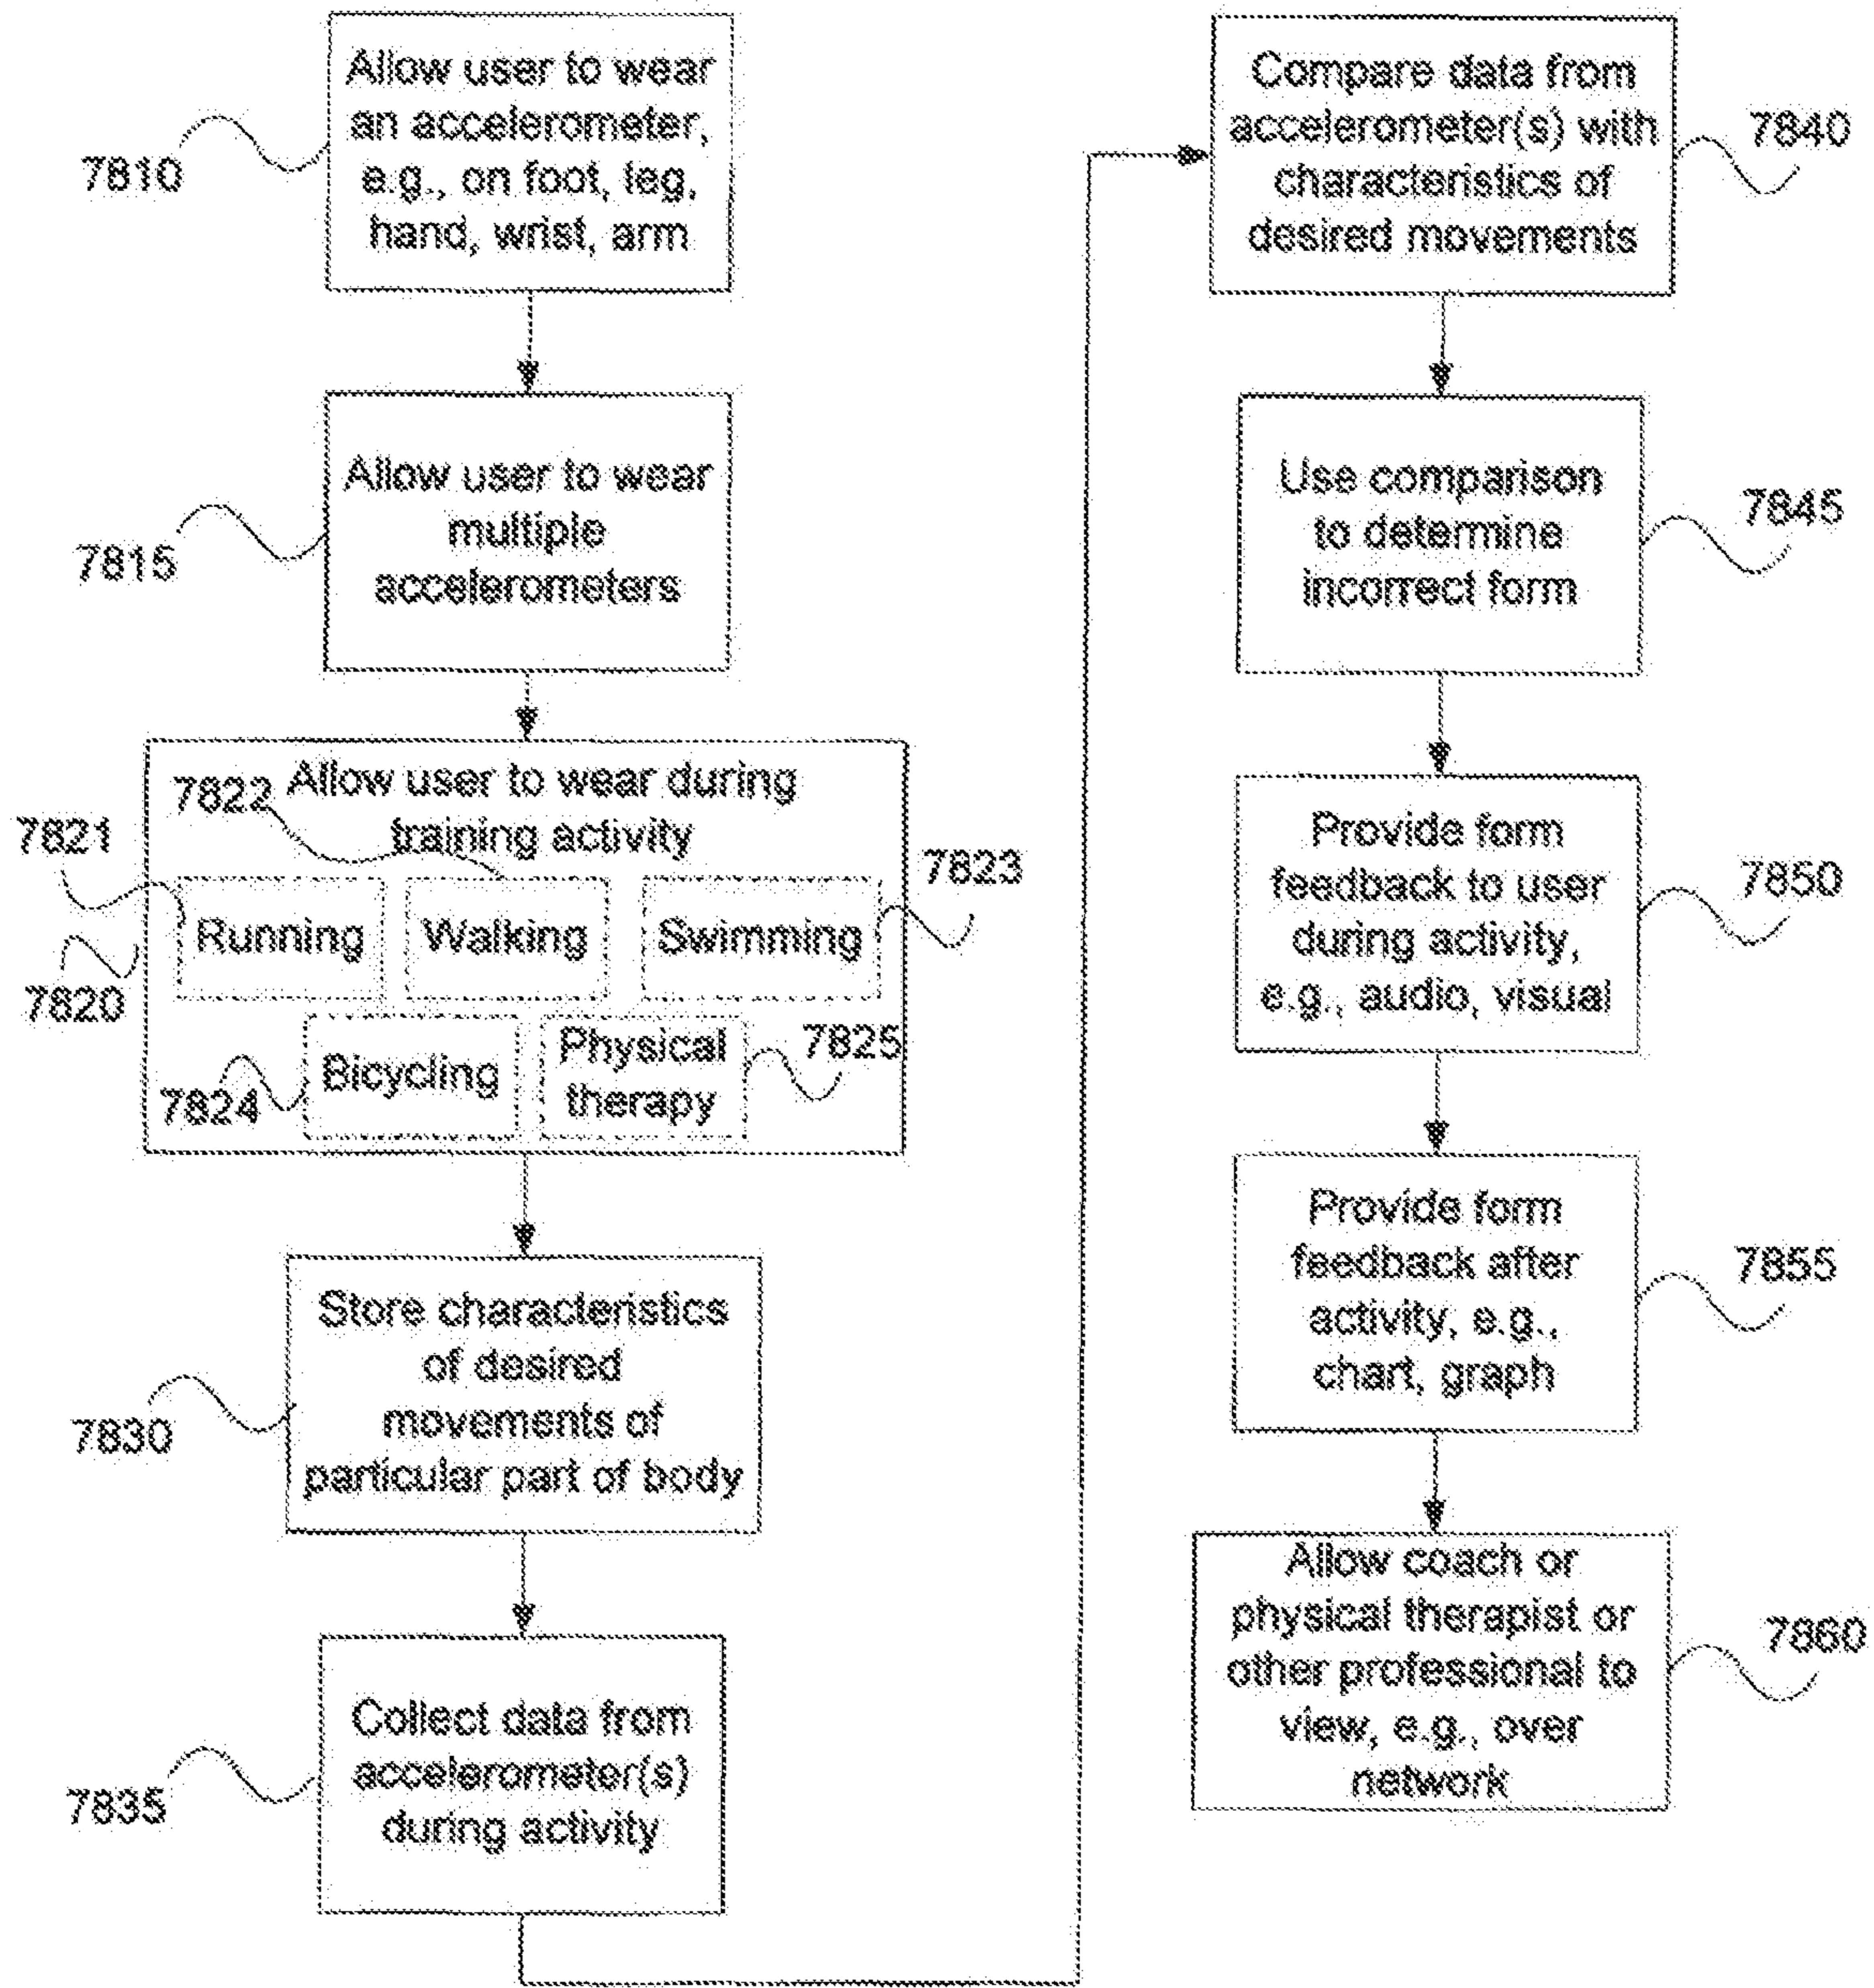 Allow user to wear
an accelerometer,
e.g., on foot, leg,
hand, wrist, arm
7810
Allow user to wear
multiple
accelerometers
7815
Allow user to wear during
training activity
7822
7821
7823
Running
Walking
Swimming
7820
Bicycling
Physical
therapy
7825
7824
Store characteristics
of desired
movements of
particular part of body
7830
Collect data from
accelerometer(s)
during activity
7835
Compare data from
accelerometer(s) with
characteristics of
desired movements
7840
Use comparison
to determine
incorrect form
7845
Provide form
feedback to user
during activity,
e.g., audio, visual
7850
Provide form
feedback after
activity, e.g.,
chart, graph
7855
Allow coach or
physical therapist or
other professional to
view, e.g., over
network
7860